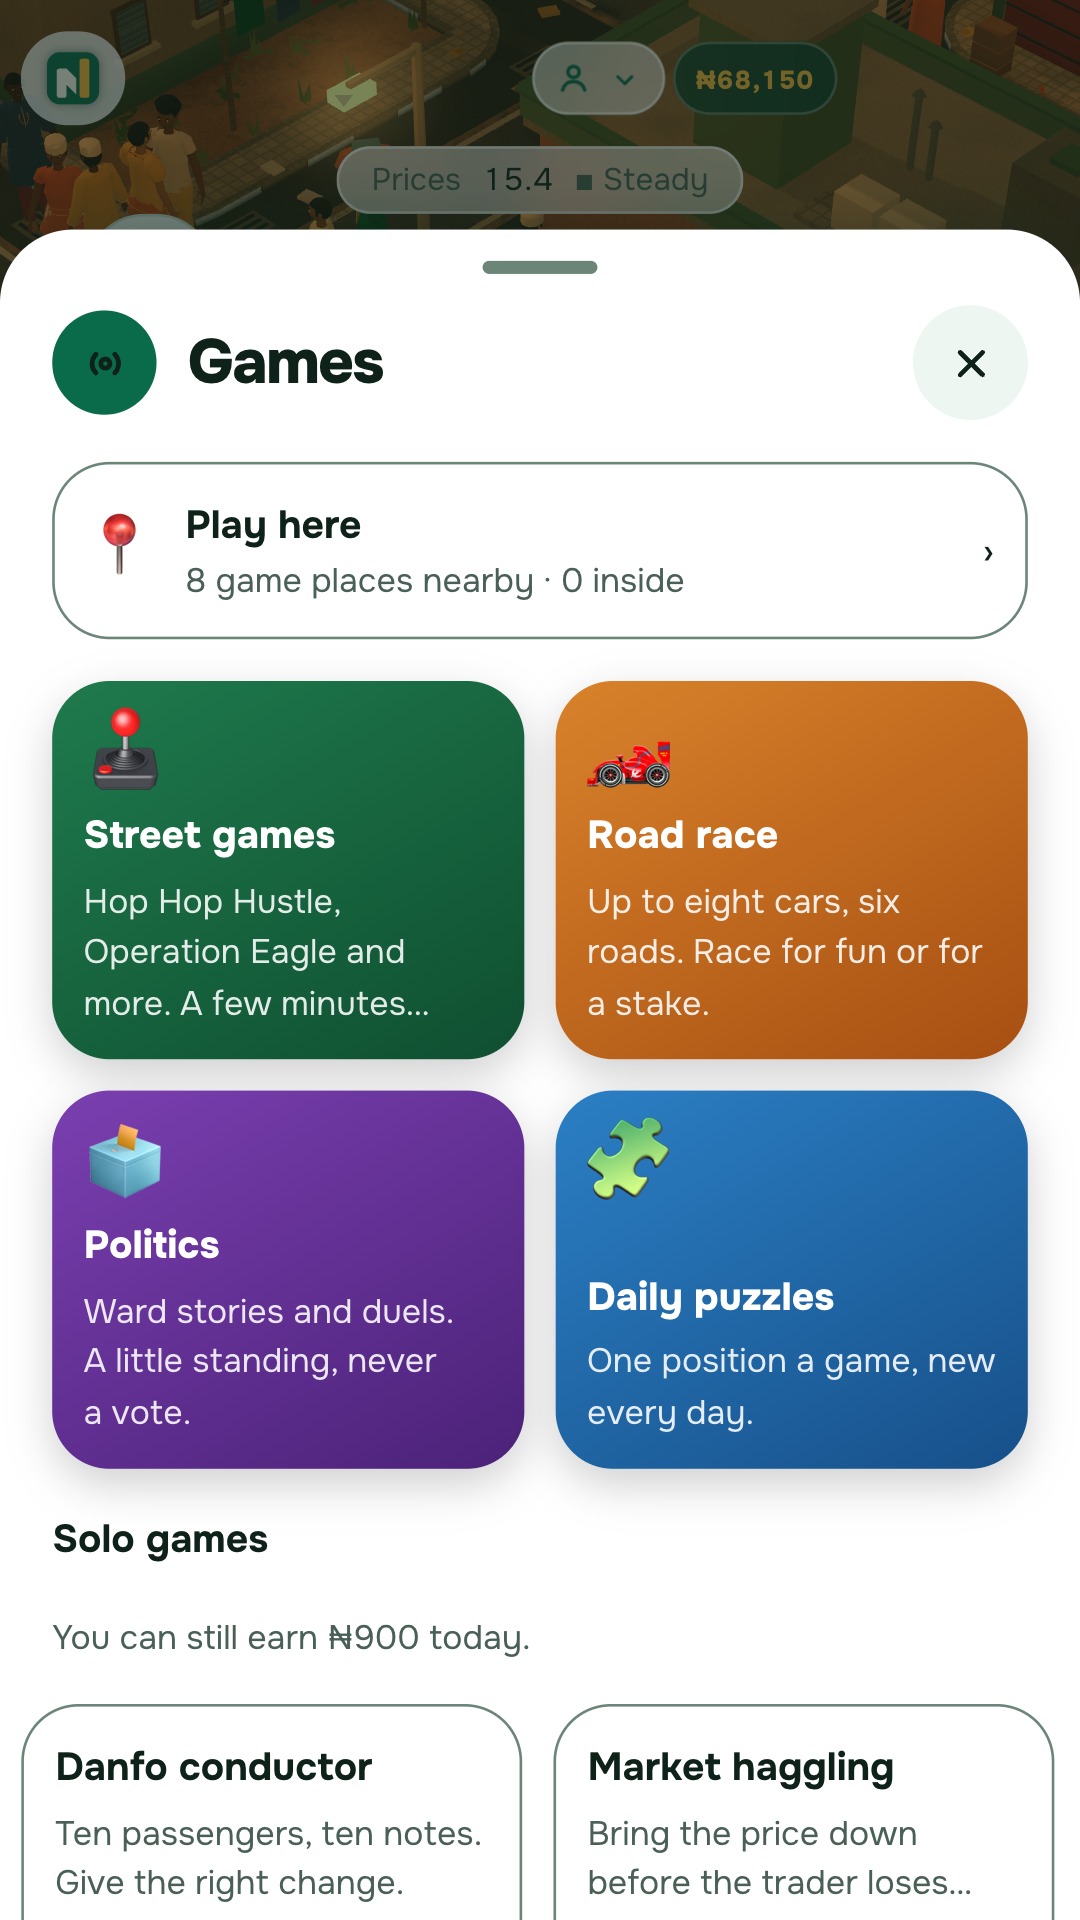 ₦68,150
Prices 15.4 ■ Steady
Games
Play here
8 game places nearby · 0 inside
Street games
Hop Hop Hustle,
Operation Eagle and
more. A few minutes...
Road race
Up to eight cars, six
roads. Race for fun or for
a stake.
Politics
Ward stories and duels.
A little standing, never
a vote.
Daily puzzles
One position a game, new
every day.
Solo games
You can still earn ₦900 today.
Danfo conductor
Ten passengers, ten notes.
Give the right change.
Market haggling
Bring the price down
before the trader loses...